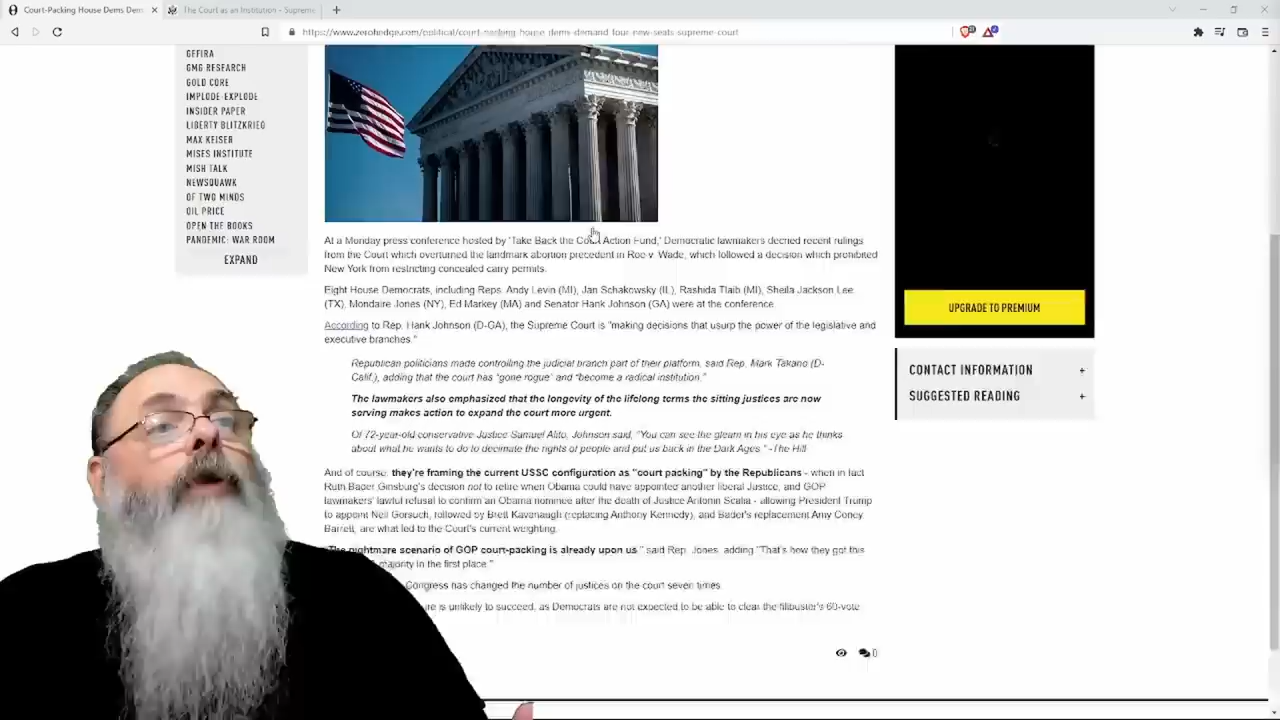 Court-Packing House Dems Dem
The Court as an Institution - Supreme
https://www.zerohedge.com/political/court-packing-house-dems-demand-four-new-seats-supreme-court
GEFIRA
GMG RESEARCH
GOLD CORE
IMPLODE-EXPLODE
INSIDER PAPER
LIBERTY BLITZKRIEG
MAX KEISER
MISES INSTITUTE
MISH TALK
NEWSQUAWK
OF TWO MINDS
OIL PRICE
OPEN THE BOOKS
PANDEMIC: WAR ROOM
EXPAND
At a Monday press conference hosted by 'Take Back the Court Action Fund,' Democratic lawmakers decried recent rulings
from the Court which overturned the landmark abortion precedent in Roe v. Wade, which followed a decision which prohibited
New York from restricting concealed carry permits.
Eight House Democrats, including Reps. Andy Levin (MI), Jan Schakowsky (IL), Rashida Tlaib (MI), Sheila Jackson Lee
(TX), Mondaire Jones (NY), Ed Markey (MA) and Senator Hank Johnson (GA) were at the conference.
According to Rep. Hank Johnson (D-GA), the Supreme Court is "making decisions that usurp the power of the legislative and
executive branches."
Republican politicians made controlling the judicial branch part of their platform, said Rep. Mark Takano (D-
Calif.), adding that the court has "gone rogue" and "become a radical institution."
The lawmakers also emphasized that the longevity of the lifelong terms the sitting justices are now
serving makes action to expand the court more urgent.
Of 72-year-old conservative Justice Samuel Alito, Johnson said, "You can see the gleam in his eye as he thinks
about what he wants to do to decimate the rights of people and put us back in the Dark Ages." -The Hill
And of course, they're framing the current USSC configuration as "court packing" by the Republicans - when in fact
Ruth Bader Ginsburg's decision not to retire when Obama could have appointed another liberal Justice, and GOP
lawmakers' lawful refusal to confirm an Obama nominee after the death of Justice Antonin Scalia - allowing President Trump
to appoint Neil Gorsuch, followed by Brett Kavanaugh (replacing Anthony Kennedy), and Bader's replacement Amy Coney
Barrett, are what led to the Court's current weighting.
nightmare scenario of GOP court-packing is already upon us," said Rep. Jones, adding "That's how they got this
majority in the first place."
Congress has changed the number of justices on the court seven times.
is unlikely to succeed, as Democrats are not expected to be able to clear the filibuster's 60-vote
0
UPGRADE TO PREMIUM
CONTACT INFORMATION +
SUGGESTED READING +